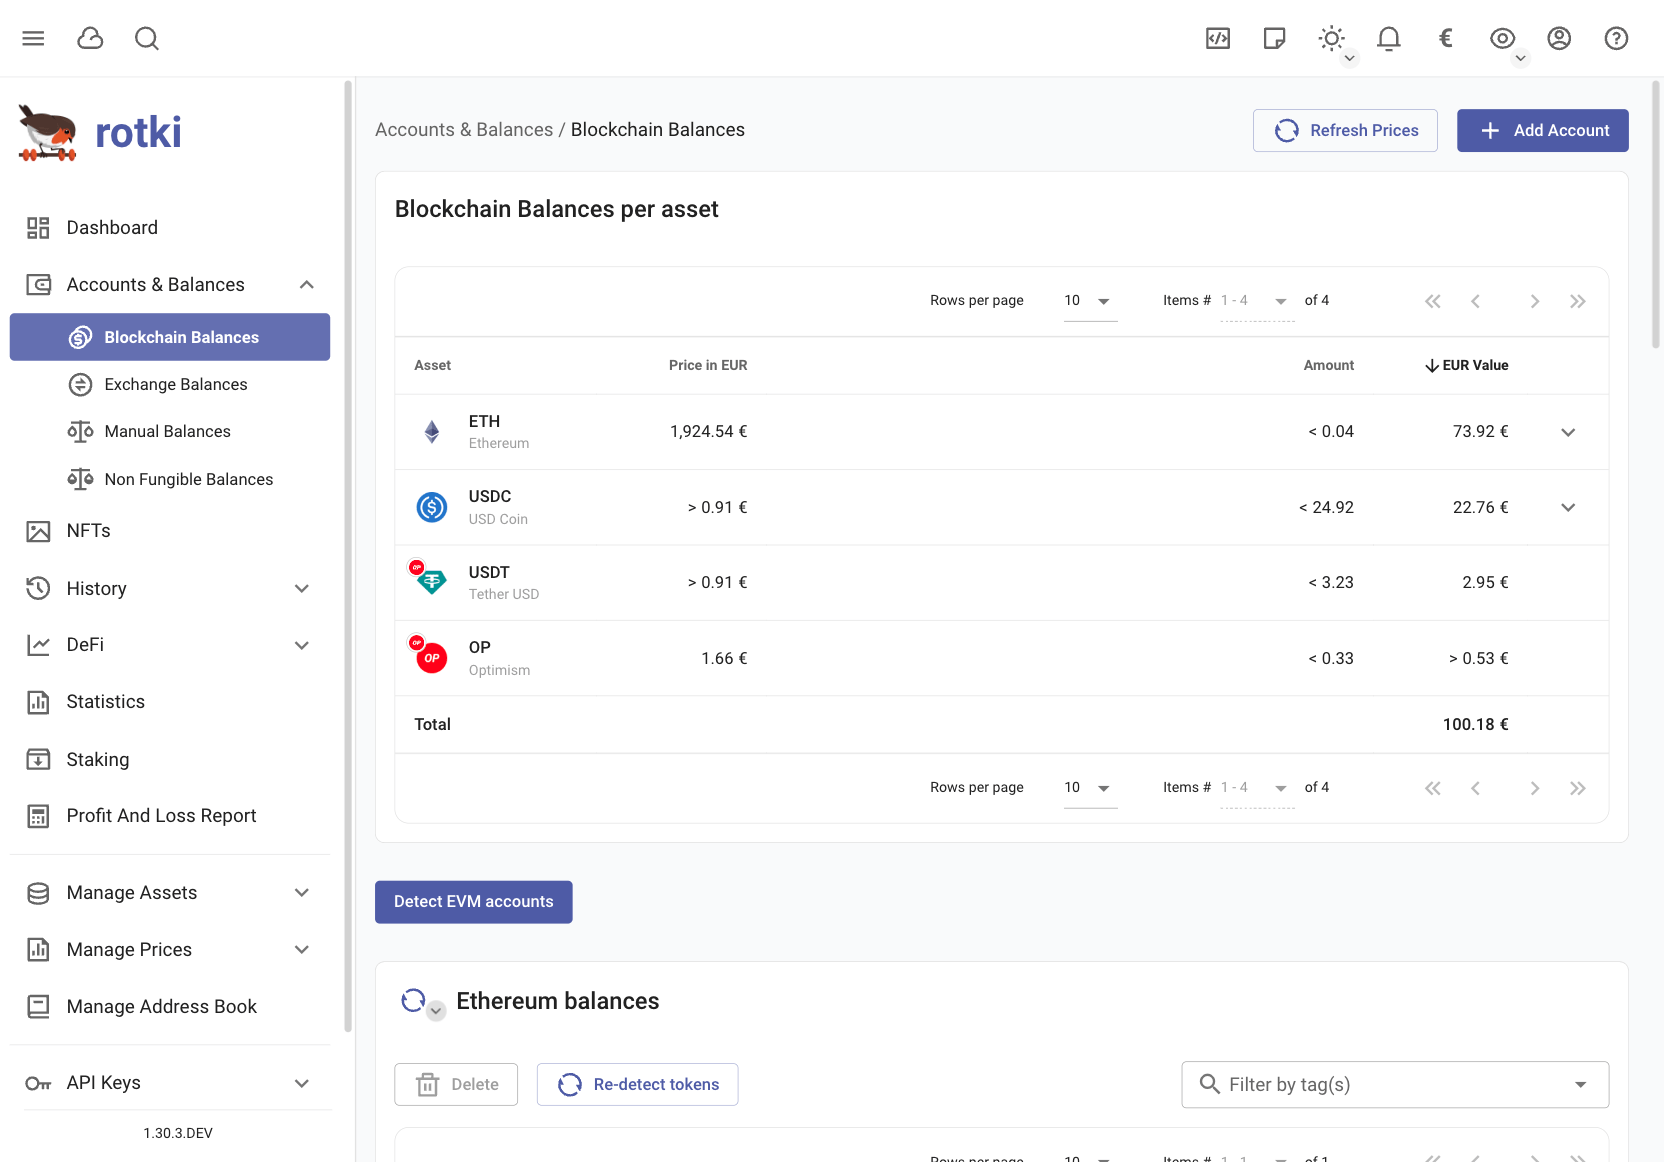 €
rotki
Dashboard
Accounts & Balances
Blockchain Balances
Exchange Balances
Manual Balances
Non Fungible Balances
NFTs
History
DeFi
Statistics
Staking
Profit And Loss Report
Manage Assets
Manage Prices
Manage Address Book
API Keys
1.30.3.DEV
Accounts & Balances / Blockchain Balances
Refresh Prices
Add Account
Blockchain Balances per asset
Rows per page 10 Items # 1 - 4 of 4
Asset Price in EUR Amount EUR Value
ETH
Ethereum
1,924.54 € < 0.04 73.92 €
USDC
USD Coin
> 0.91 € < 24.92 22.76 €
OP
USDT
Tether USD
> 0.91 € < 3.23 2.95 €
OP
OP
OP
Optimism
1.66 € < 0.33 > 0.53 €
Total 100.18 €
Rows per page 10 Items # 1 - 4 of 4
Detect EVM accounts
Ethereum balances
Delete
Re-detect tokens
Filter by tag(s)
Rows per page 10 Items # 1 - 1 of 1